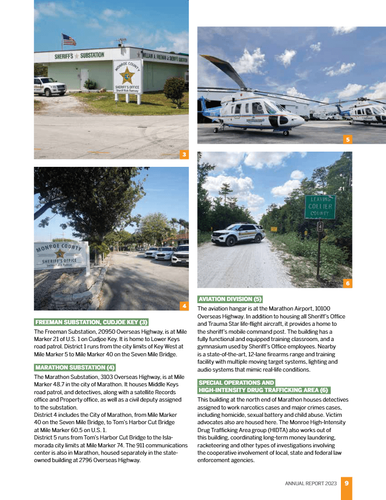 SHERIFF'S SUBSTATION
WILLIAM A. FREEMAN
MONROE COUNTY
SHERIFF'S OFFICE
3
5
MONROE COUNTY
SHERIFF'S OFFICE
4
LEAVING
COLLIER
COUNTY
6
FREEMAN SUBSTATION, CUDJOE KEY (3)
The Freeman Substation, 20950 Overseas Highway, is at Mile
Marker 21 of U.S. 1 on Cudjoe Key. It is home to Lower Keys
road patrol. District 1 runs from the city limits of Key West at
Mile Marker 5 to Mile Marker 40 on the Seven Mile Bridge.
MARATHON SUBSTATION (4)
The Marathon Substation, 3103 Overseas Highway, is at Mile
Marker 48.7 in the city of Marathon. It houses Middle Keys
road patrol, and detectives, along with a satellite Records
office and Property office, as well as a civil deputy assigned
to the substation.
District 4 includes the City of Marathon, from Mile Marker
40 on the Seven Mile Bridge, to Tom's Harbor Cut Bridge
at Mile Marker 60.5 on U.S. 1.
District 5 runs from Tom's Harbor Cut Bridge to the Isla-
morada city limits at Mile Marker 74. The 911 communications
center is also in Marathon, housed separately in the state-
owned building at 2796 Overseas Highway.
AVIATION DIVISION (5)
The aviation hangar is at the Marathon Airport, 10100
Overseas Highway. In addition to housing all Sheriff's Office
and Trauma Star life-flight aircraft, it provides a home to
the sheriff's mobile command post. The building has a
fully functional and equipped training classroom, and a
gymnasium used by Sheriff's Office employees. Nearby
is a state-of-the-art, 12-lane firearms range and training
facility with multiple moving target systems, lighting and
audio systems that mimic real-life conditions.
SPECIAL OPERATIONS AND
HIGH-INTENSITY DRUG TRAFFICKING AREA (6)
This building at the north end of Marathon houses detectives
assigned to work narcotics cases and major crimes cases,
including homicide, sexual battery and child abuse. Victim
advocates also are housed here. The Monroe High-Intensity
Drug Trafficking Area group (HIDTA) also works out of
this building, coordinating long-term money laundering,
racketeering and other types of investigations involving
the cooperative involvement of local, state and federal law
enforcement agencies.
ANNUAL REPORT 2023 9